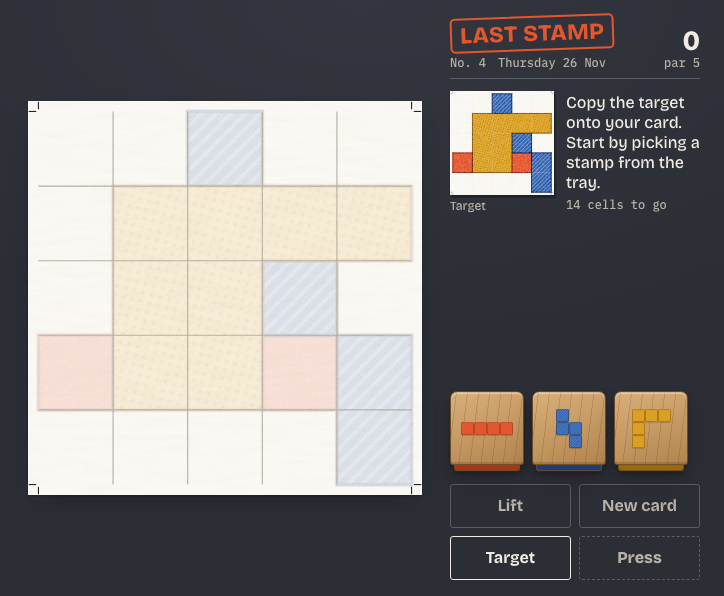 LAST STAMP
0
No. 4 Thursday 26 Nov
par 5
Copy the target
onto your card.
Start by picking a
stamp from the
tray.
Target
14 cells to go
Lift
New card
Target
Press